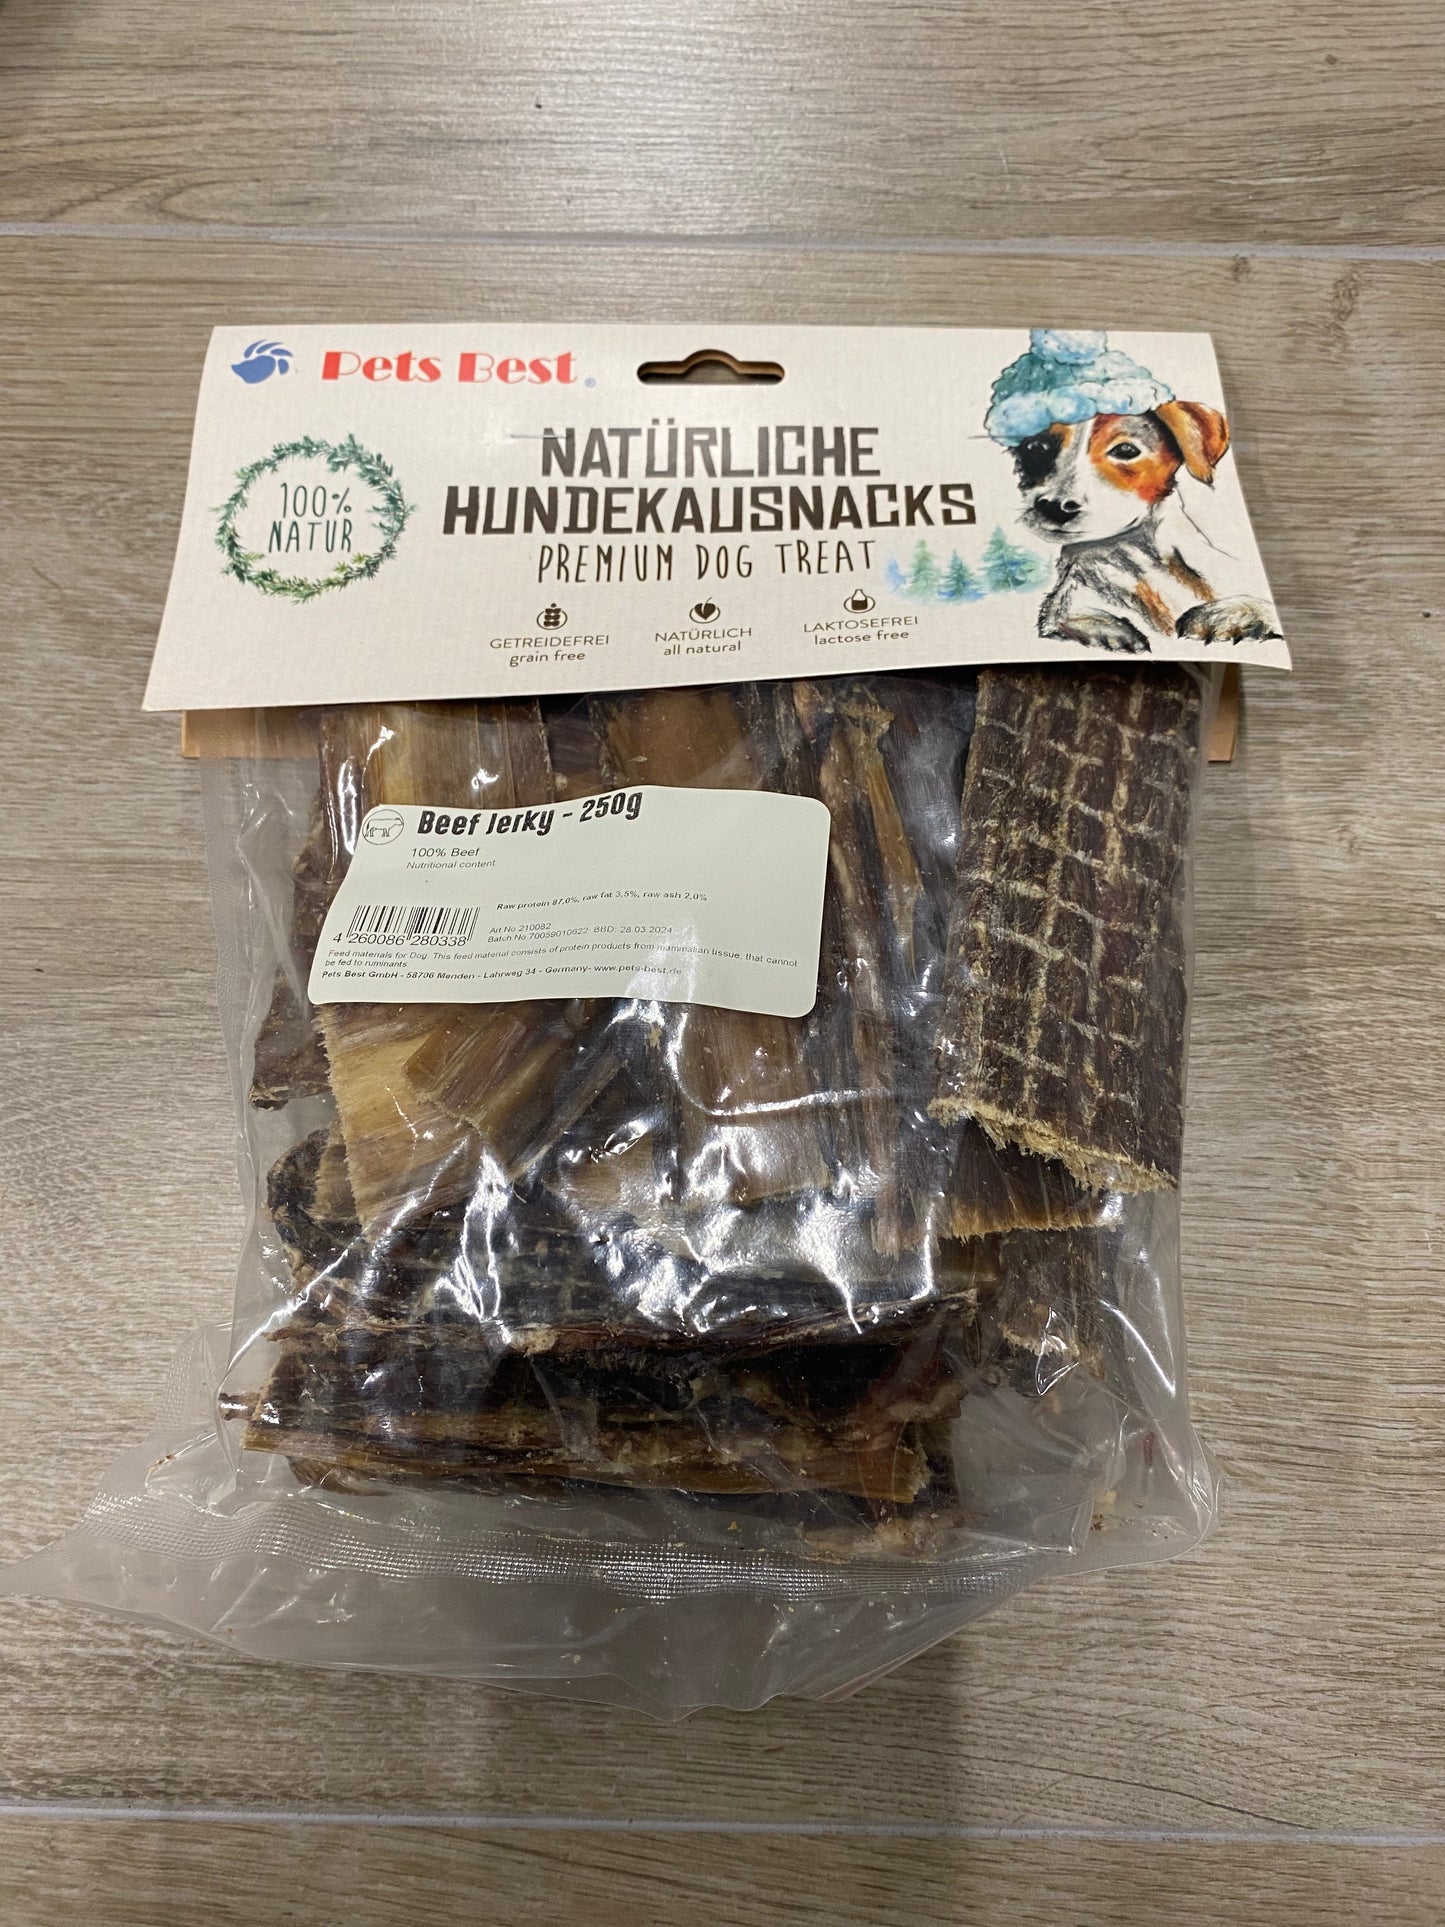 Pets Best®
100%
NATUR
NATÜRLICHE
HUNDEKAUSNACKS
PREMIUM DOG TREAT
GETREIDEFREI
grain free
NATÜRLICH
all natural
LAKTOSEFREI
lactose free
Beef Jerky - 250g
100% Beef
Nutritional content:
Raw protein 87,0%, raw fat 3,5%, raw ash 2,0%
4 260086 280338
Art.No 210082
Batch.No 70059010622 BBD: 28.03.2024
Feed materials for Dog. This feed material consists of protein products from mammalian tissue, that cannot
be fed to ruminants.
Pets Best GmbH - 58706 Menden - Lahrweg 34 - Germany- www.pets-best.de